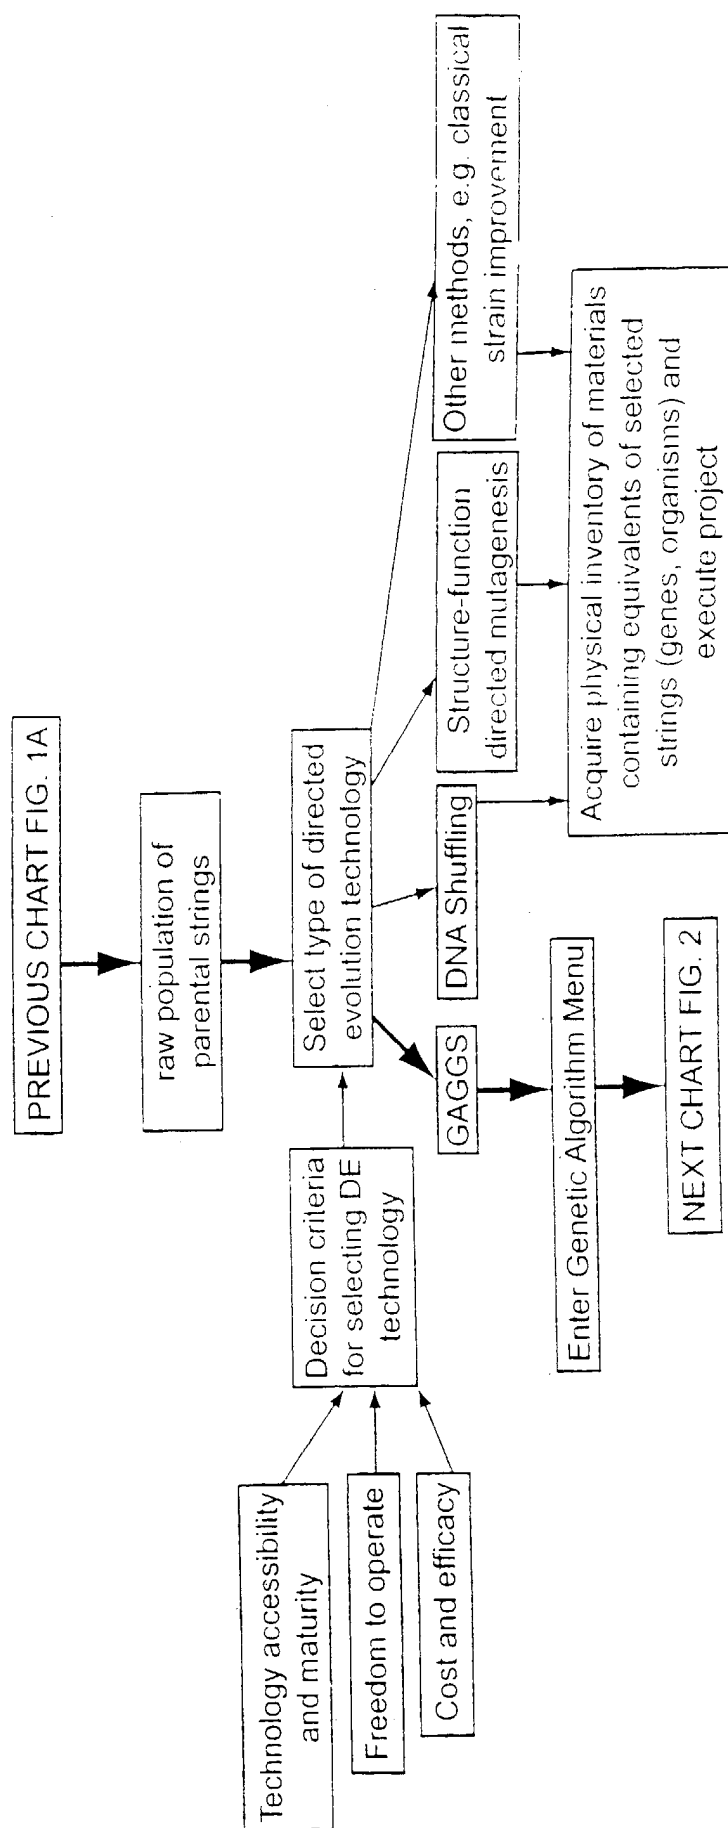 PREVIOUS CHART FIG. 1A
raw population of
parental strings
Technology accessibility
and maturity
Freedom to operate
Cost and efficacy
Decision criteria
for selecting DE
technology
Select type of directed
evolution technology
GAGGS
DNA Shuffling
Structure-function
directed mutagenesis
Other methods, e.g. classical
strain improvement
Enter Genetic Algorithm Menu
Acquire physical inventory of materials
containing equivalents of selected
strings (genes, organisms) and
execute project
NEXT CHART FIG. 2